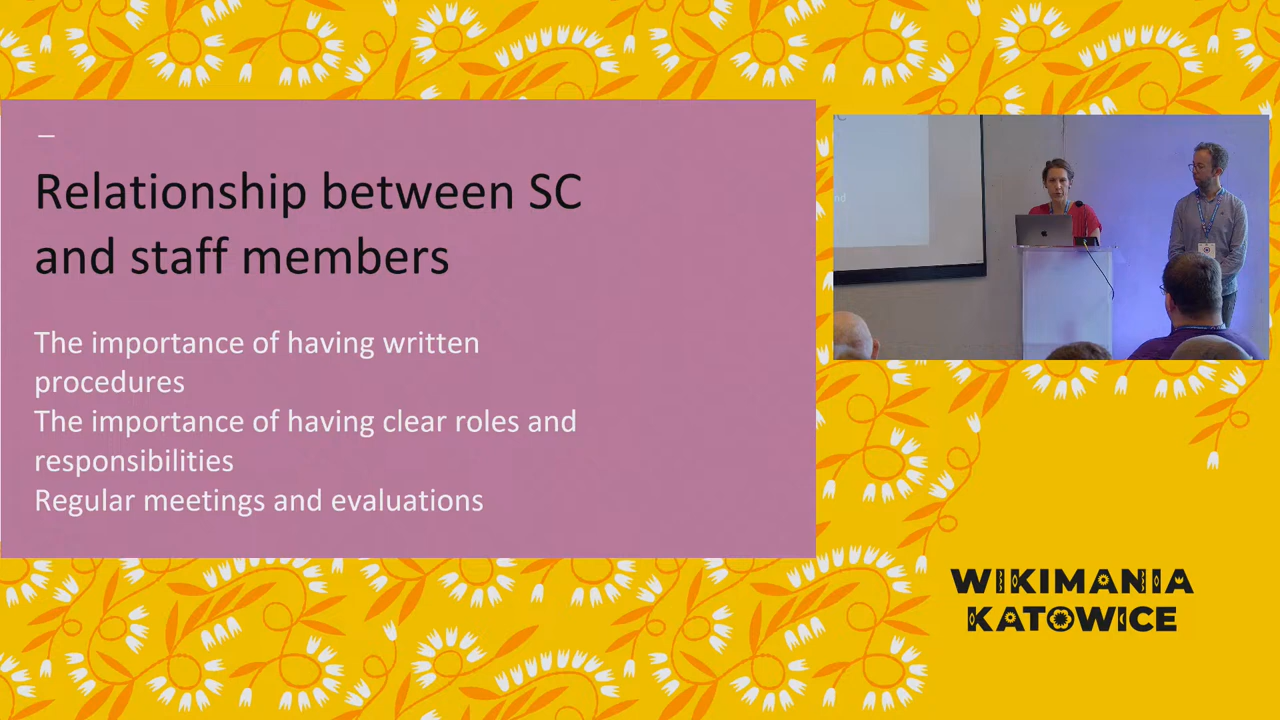 Relationship between SC
and staff members
The importance of having written
procedures
The importance of having clear roles and
responsibilities
Regular meetings and evaluations
WIKIMANIA
KATOWICE